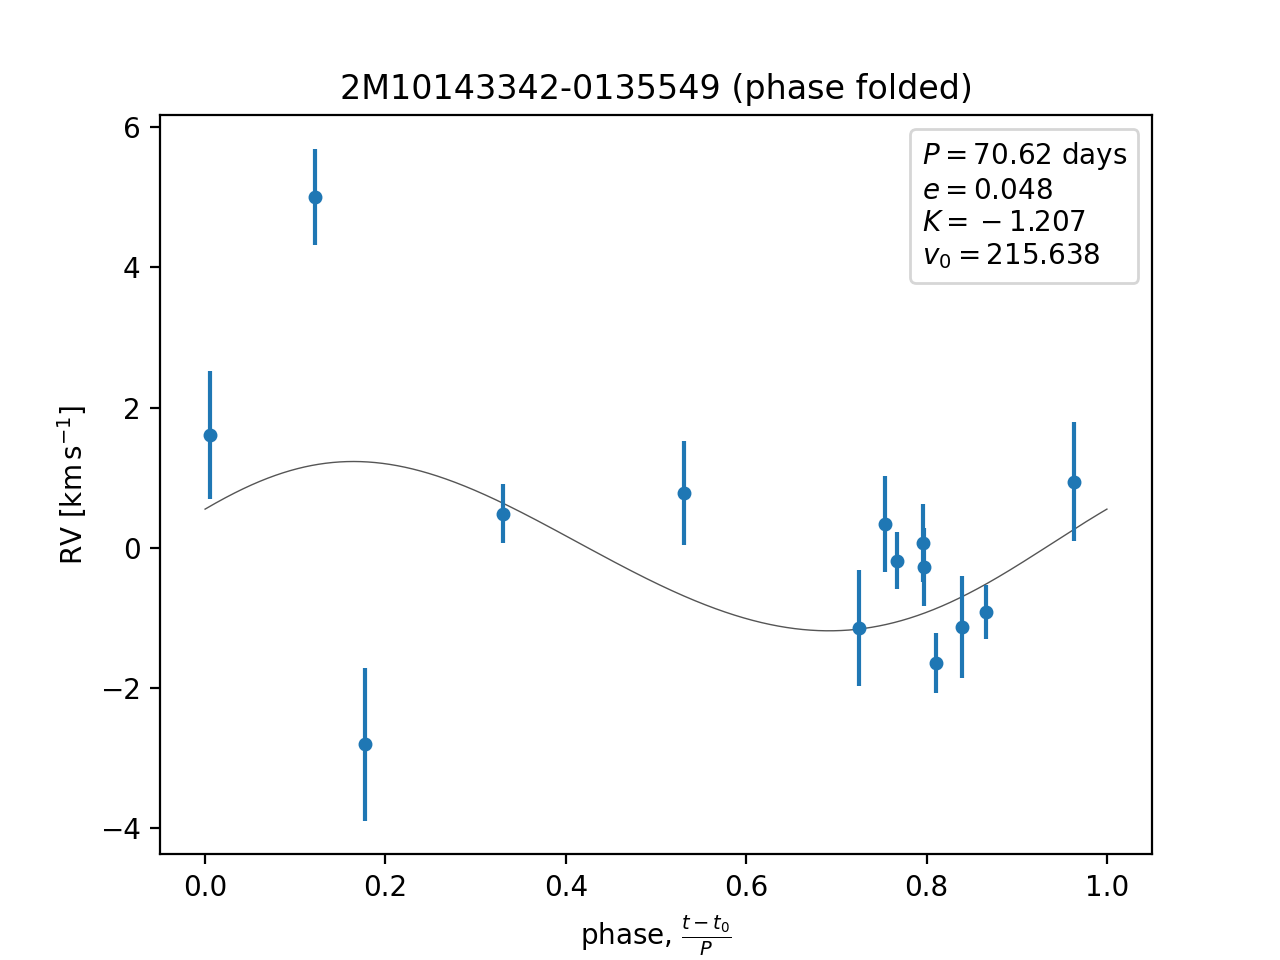 2M10143342-0135549 (phase folded)
P = 70.62 days
e = 0.048
K = −1.207
v₀ = 215.638
RV [km s⁻¹]
6
4
2
0
−2
−4
0.0 0.2 0.4 0.6 0.8 1.0
phase, (t − t₀)/P